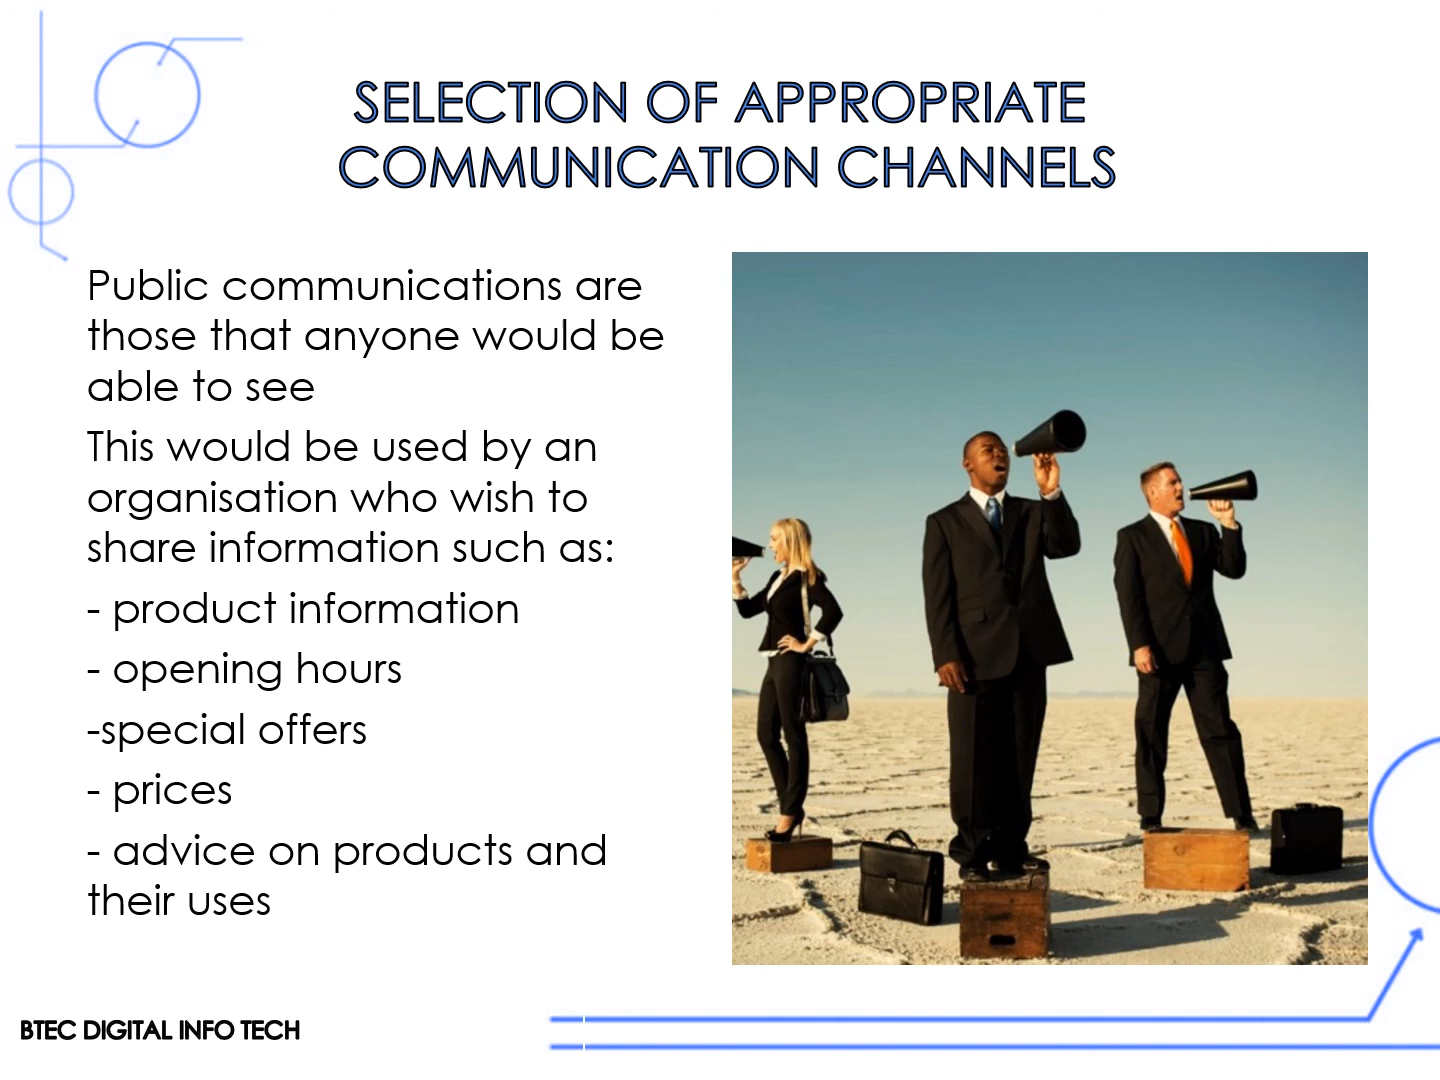 SELECTION OF APPROPRIATE
COMMUNICATION CHANNELS
Public communications are
those that anyone would be
able to see
This would be used by an
organisation who wish to
share information such as:
- product information
- opening hours
-special offers
- prices
- advice on products and
their uses
BTEC DIGITAL INFO TECH